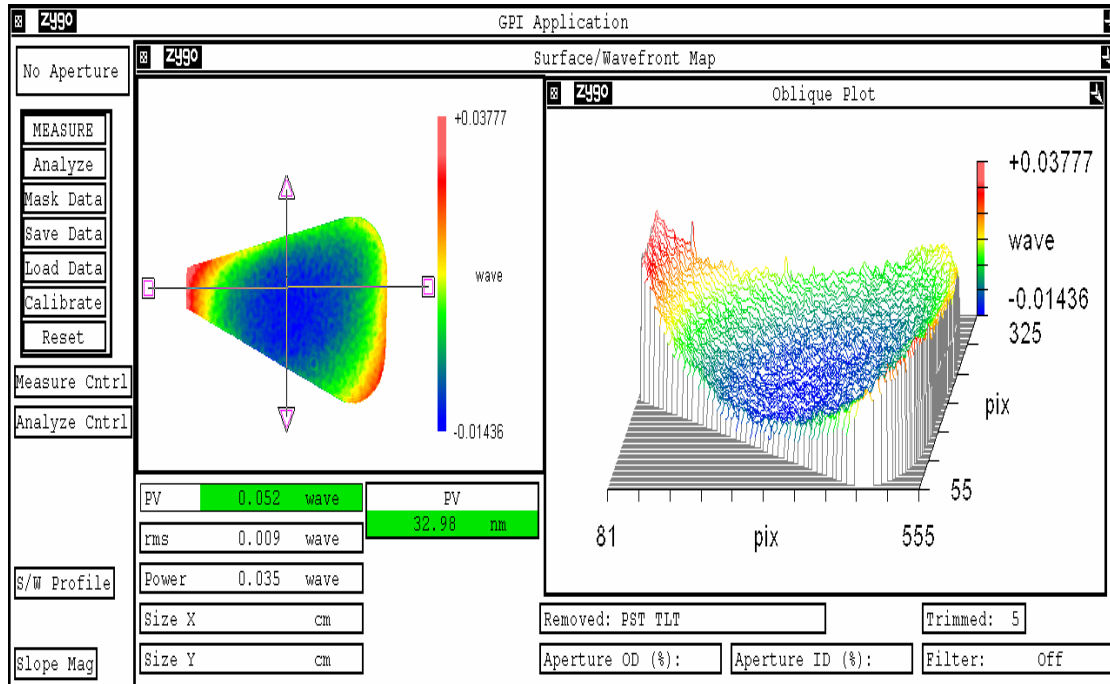 zygo GPI Application
No Aperture
MEASURE
Analyze
Mask Data
Save Data
Load Data
Calibrate
Reset
Measure Cntrl
Analyze Cntrl
S/W Profile
Slope Mag
zygo Surface/Wavefront Map
+0.03777
wave
-0.01436
zygo Oblique Plot
+0.03777
wave
-0.01436
325
pix
55
81 pix 555
PV 0.052 wave
rms 0.009 wave
Power 0.035 wave
Size X cm
Size Y cm
PV
32.98 nm
Removed: PST TLT
Trimmed: 5
Aperture OD (%):
Aperture ID (%):
Filter: Off